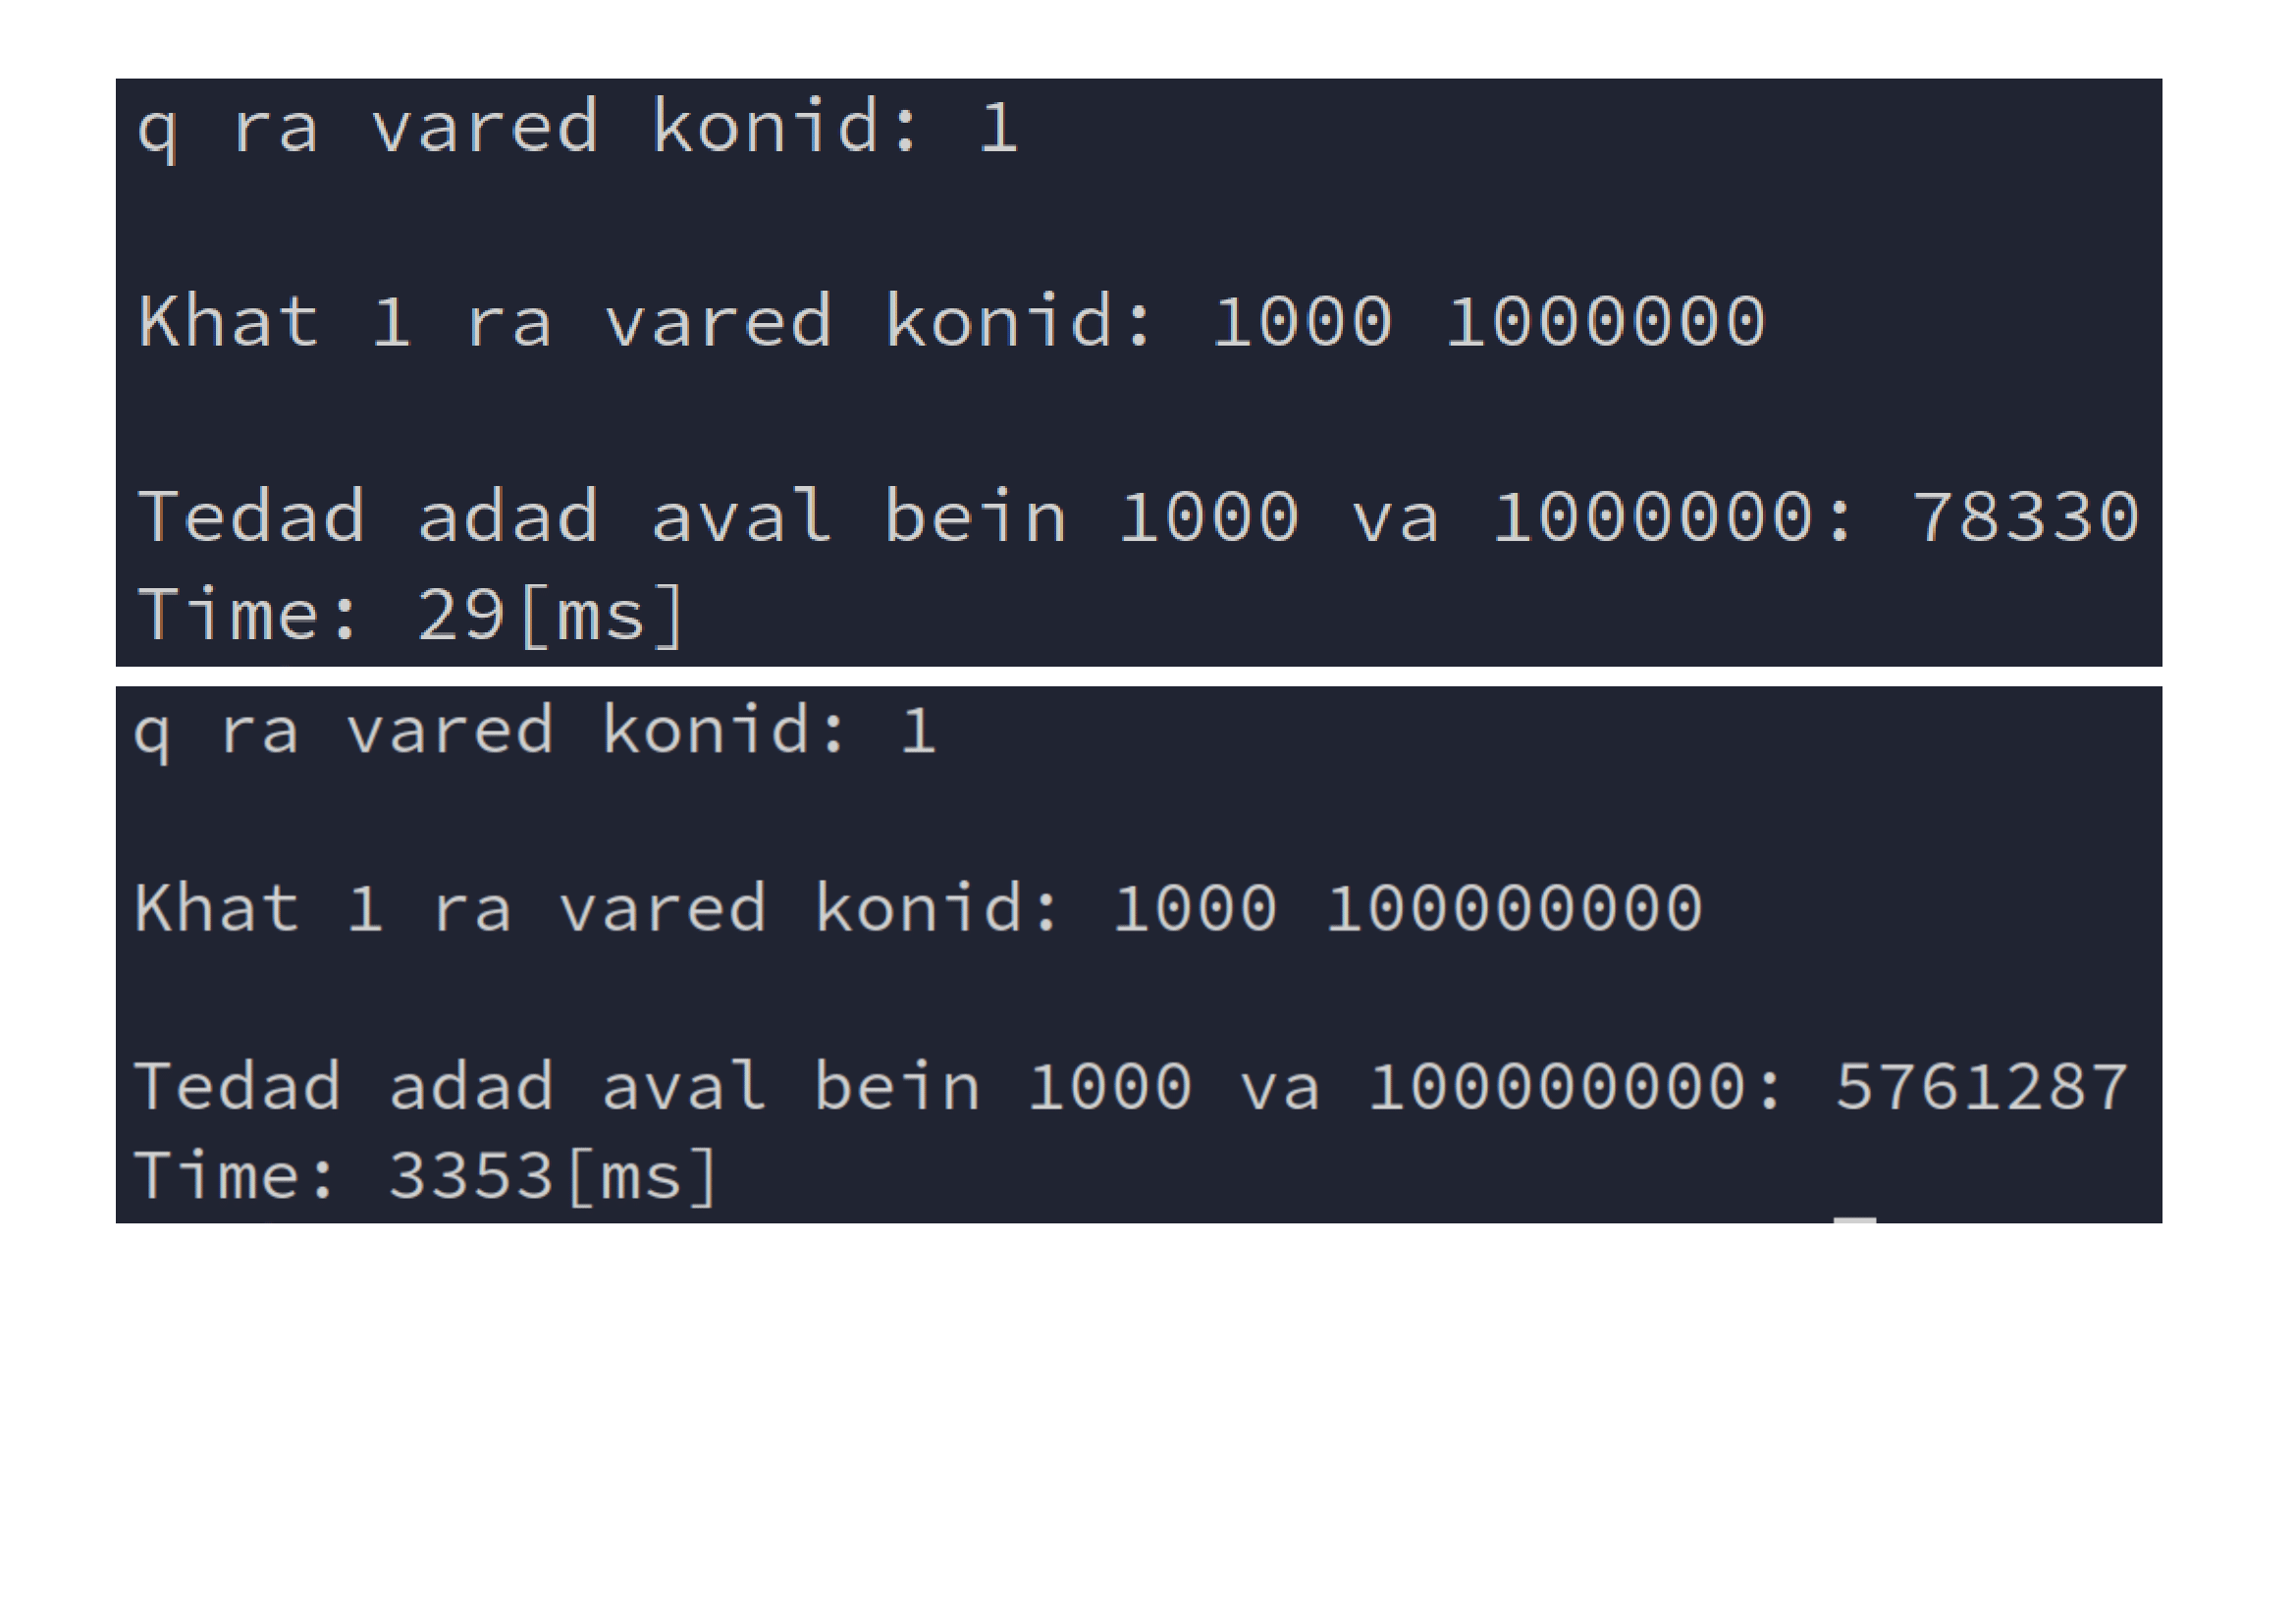 q ra vared konid: 1
Khat 1 ra vared konid: 1000 1000000
Tedad adad aval bein 1000 va 1000000: 78330
Time: 29[ms]
q ra vared konid: 1
Khat 1 ra vared konid: 1000 100000000
Tedad adad aval bein 1000 va 100000000: 5761287
Time: 3353[ms]